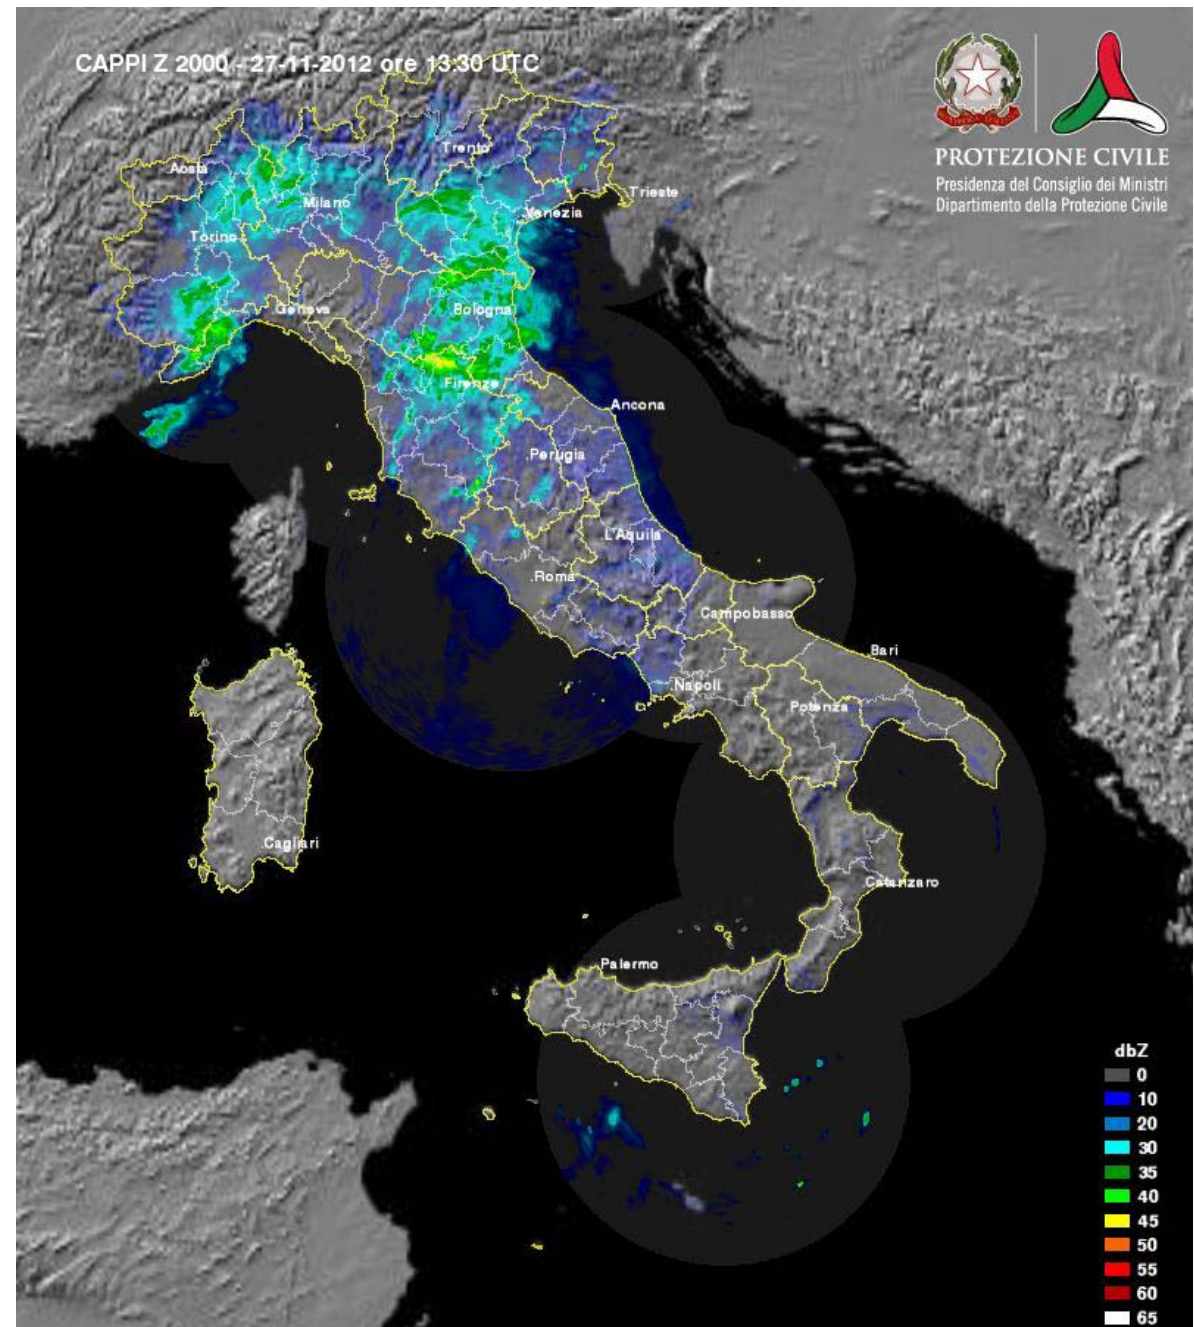 CAPPI Z 2000 - 27-11-2012 ore 13:30 UTC
PROTEZIONE CIVILE
Presidenza del Consiglio dei Ministri
Dipartimento della Protezione Civile
Trento
Aosta
.Trieste
.Milano
.Venezia
Torino
Genova
Bologna
.Firenze
Ancona
Perugia
L'Aquila
.Roma
Campobasso
Bari
.Napoli
Potenza
.Cagliari
Catanzaro
Palermo
dbZ
0
10
20
30
35
40
45
50
55
60
65